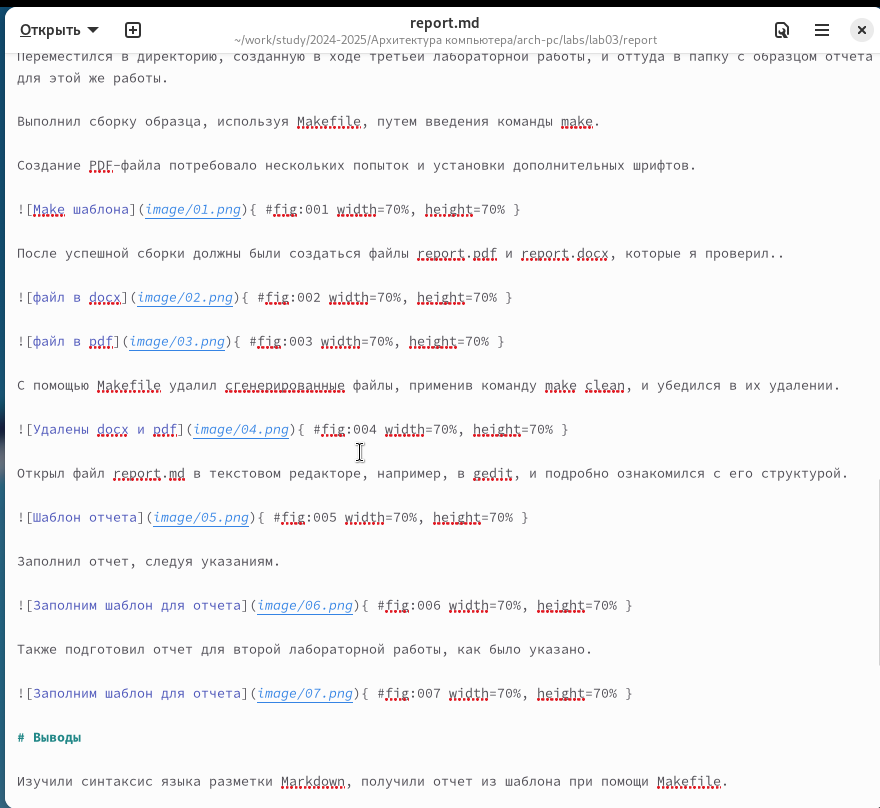 Открыть
report.md
~/work/study/2024-2025/Архитектура компьютера/arch-pc/labs/lab03/report
Переместился в директорию, созданную в ходе третьей лабораторной работы, и оттуда в папку с образцом отчета
для этой же работы.
Выполнил сборку образца, используя Makefile, путем введения команды make.
Создание PDF-файла потребовало нескольких попыток и установки дополнительных шрифтов.
![Make шаблона](image/01.png){ #fig:001 width=70%, height=70% }
После успешной сборки должны были создаться файлы report.pdf и report.docx, которые я проверил..
![файл в docx](image/02.png){ #fig:002 width=70%, height=70% }
![файл в pdf](image/03.png){ #fig:003 width=70%, height=70% }
С помощью Makefile удалил сгенерированные файлы, применив команду make clean, и убедился в их удалении.
![Удалены docx и pdf](image/04.png){ #fig:004 width=70%, height=70% }
Открыл файл report.md в текстовом редакторе, например, в gedit, и подробно ознакомился с его структурой.
![Шаблон отчета](image/05.png){ #fig:005 width=70%, height=70% }
Заполнил отчет, следуя указаниям.
![Заполним шаблон для отчета](image/06.png){ #fig:006 width=70%, height=70% }
Также подготовил отчет для второй лабораторной работы, как было указано.
![Заполним шаблон для отчета](image/07.png){ #fig:007 width=70%, height=70% }
# Выводы
Изучили синтаксис языка разметки Markdown, получили отчет из шаблона при помощи Makefile.